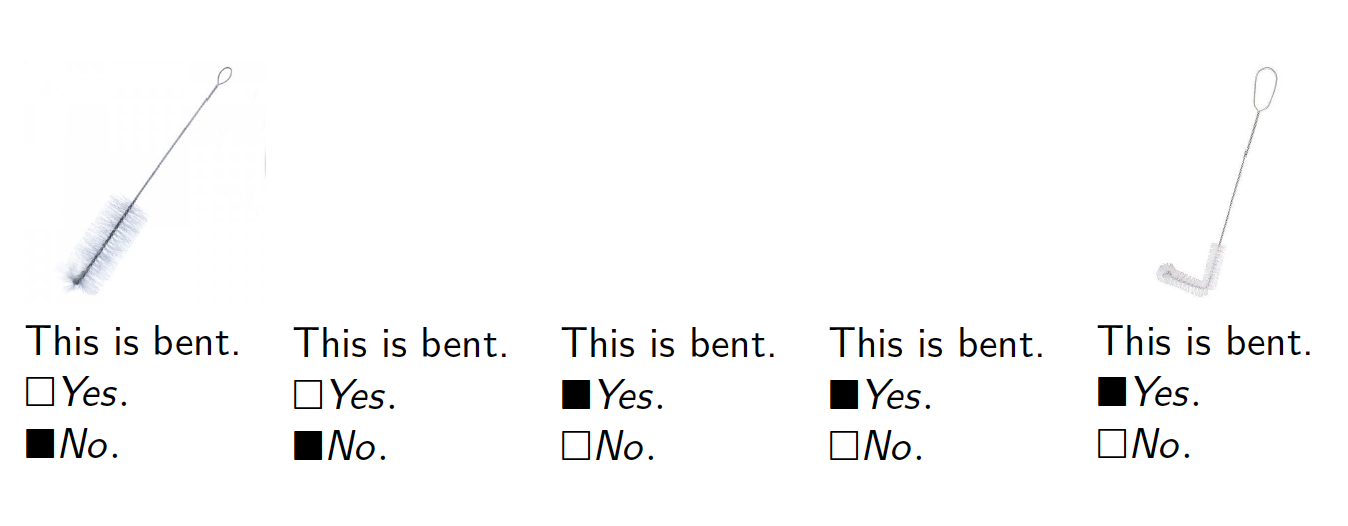 This is bent. This is bent. This is bent. This is bent. This is bent.
□Yes. □Yes. ■Yes. ■Yes. ■Yes.
■No. ■No. □No. □No. □No.